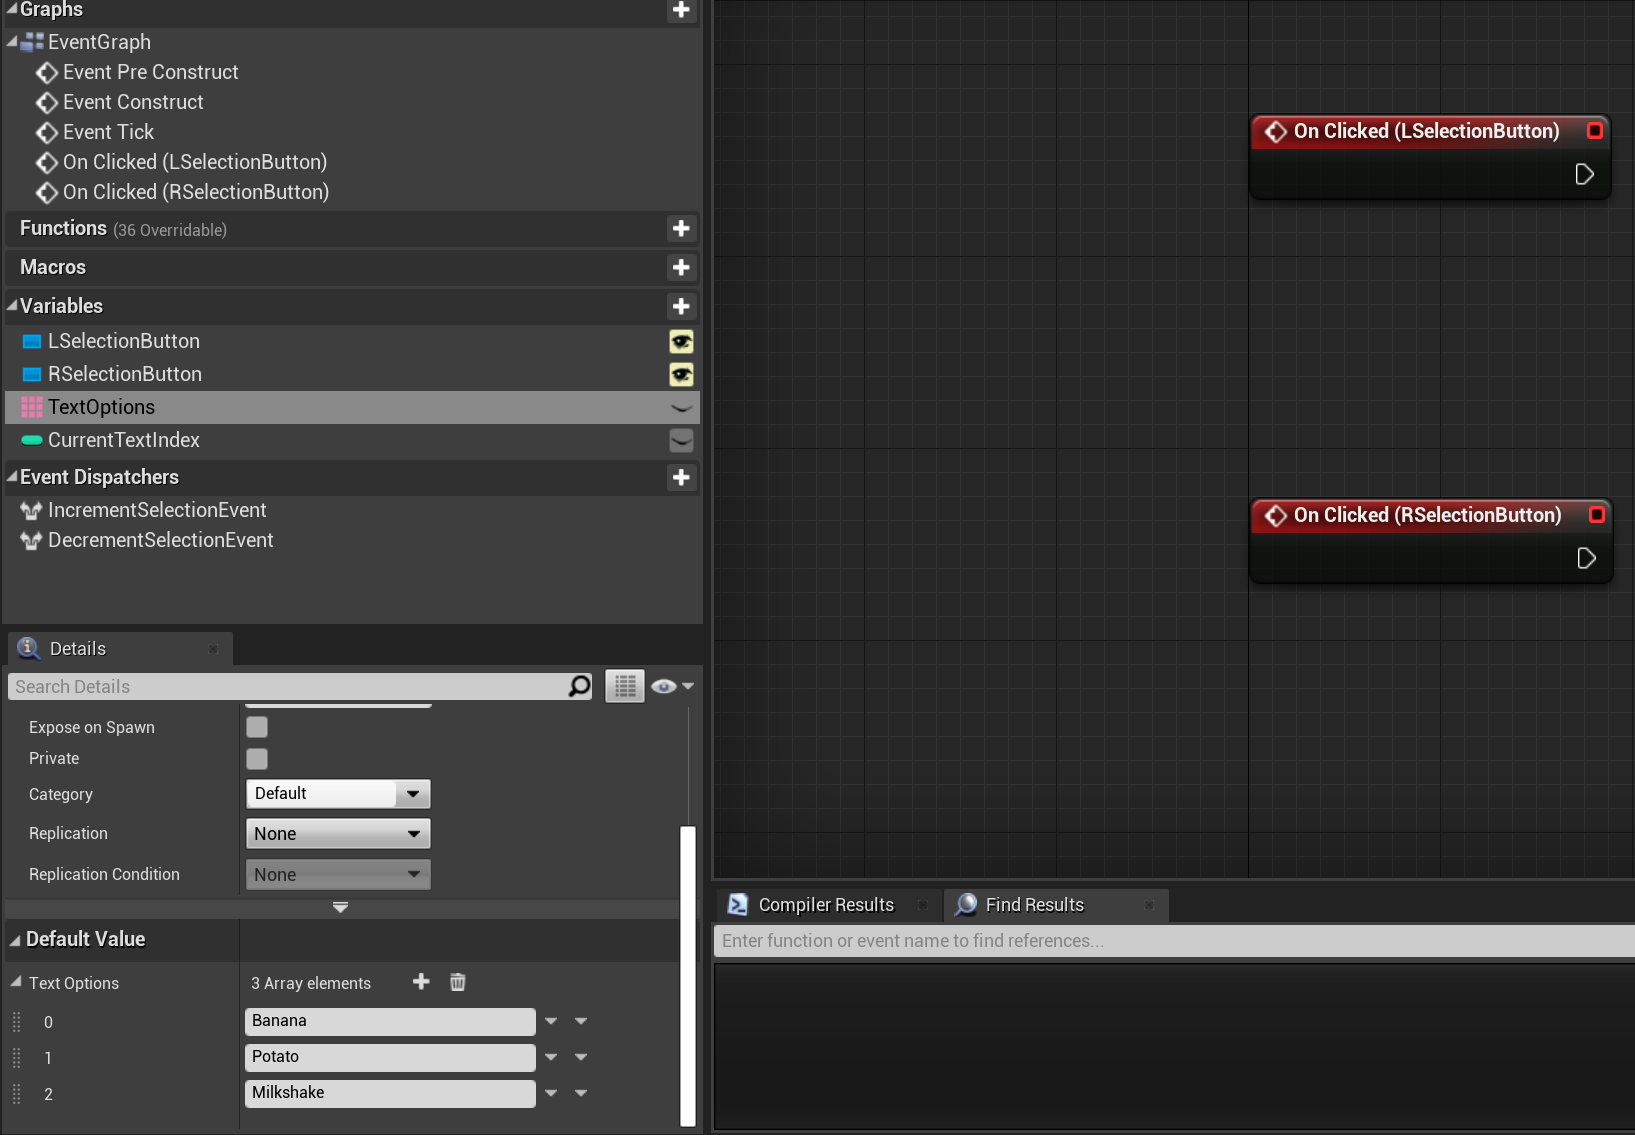 Graphs
EventGraph
Event Pre Construct
Event Construct
Event Tick
On Clicked (LSelectionButton)
On Clicked (RSelectionButton)
Functions (36 Overridable)
Macros
Variables
LSelectionButton
RSelectionButton
TextOptions
CurrentTextIndex
Event Dispatchers
IncrementSelectionEvent
DecrementSelectionEvent
Details
Search Details
Expose on Spawn
Private
Category Default
Replication None
Replication Condition None
Default Value
Text Options 3 Array elements
0 Banana
1 Potato
2 Milkshake
On Clicked (LSelectionButton)
On Clicked (RSelectionButton)
Compiler Results Find Results
Enter function or event name to find references...